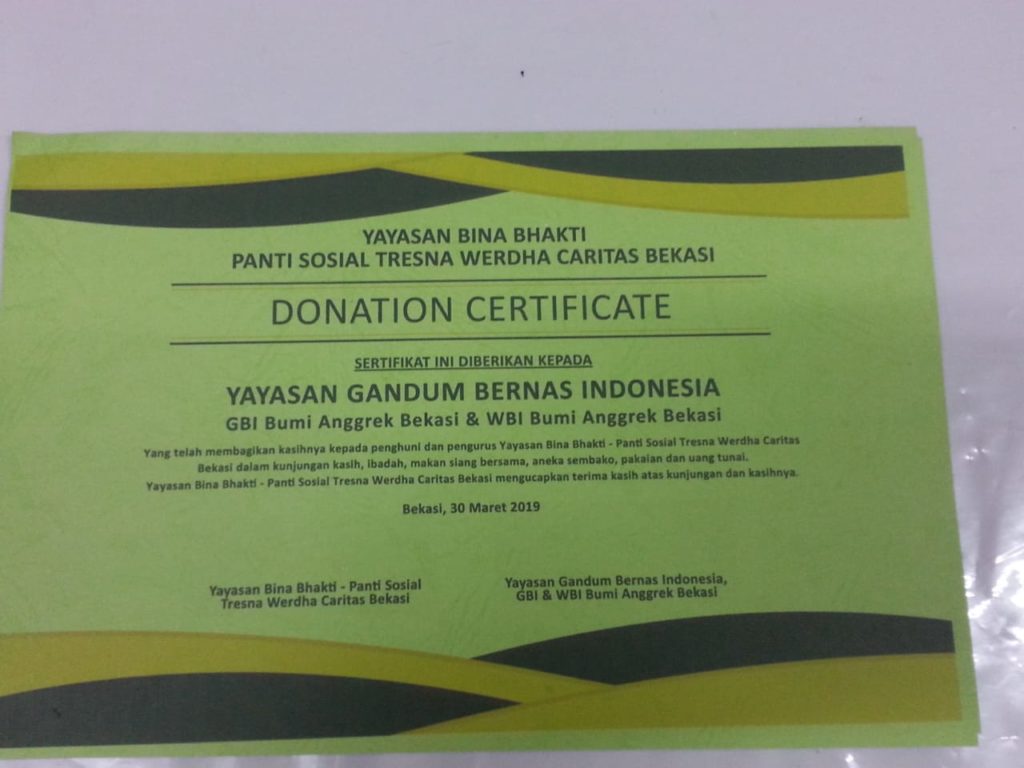 YAYASAN BINA BHAKTI
PANTI SOSIAL TRESNA WERDHA CARITAS BEKASI
DONATION CERTIFICATE
SERTIFIKAT INI DIBERIKAN KEPADA
YAYASAN GANDUM BERNAS INDONESIA
GBI Bumi Anggrek Bekasi & WBI Bumi Anggrek Bekasi
Yang telah membagikan kasihnya kepada penghuni dan pengurus Yayasan Bina Bhakti - Panti Sosial Tresna Werdha Caritas
Bekasi dalam kunjungan kasih, ibadah, makan siang bersama, aneka sembako, pakaian dan uang tunai.
Yayasan Bina Bhakti - Panti Sosial Tresna Werdha Caritas Bekasi mengucapkan terima kasih atas kunjungan dan kasihnya.
Bekasi, 30 Maret 2019
Yayasan Bina Bhakti - Panti Sosial
Tresna Werdha Caritas Bekasi
Yayasan Gandum Bernas Indonesia,
GBI & WBI Bumi Anggrek Bekasi